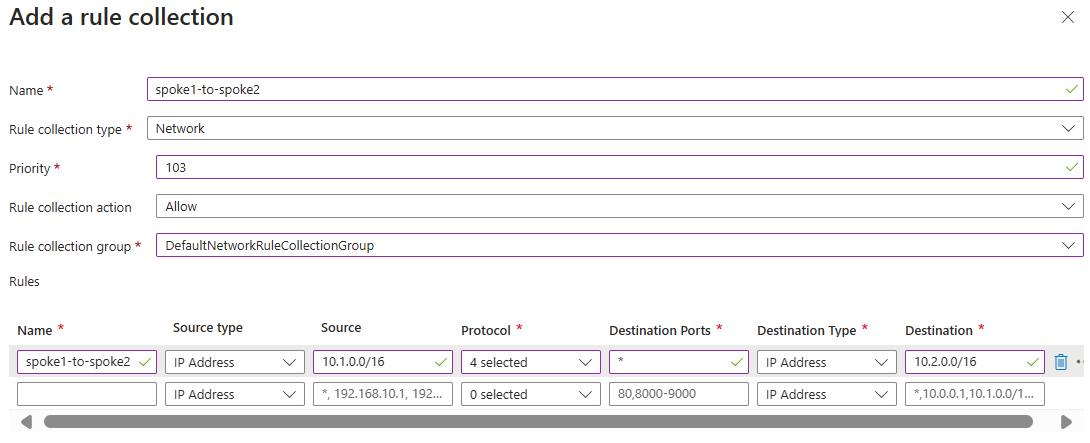 Add a rule collection
Name * spoke1-to-spoke2
Rule collection type * Network
Priority * 103
Rule collection action Allow
Rule collection group * DefaultNetworkRuleCollectionGroup
Rules
Name * Source type Source Protocol * Destination Ports * Destination Type * Destination *
spoke1-to-spoke2 IP Address 10.1.0.0/16 4 selected * IP Address 10.2.0.0/16
IP Address *, 192.168.10.1, 192... 0 selected 80,8000-9000 IP Address *,10.0.0.1,10.1.0.0/1...